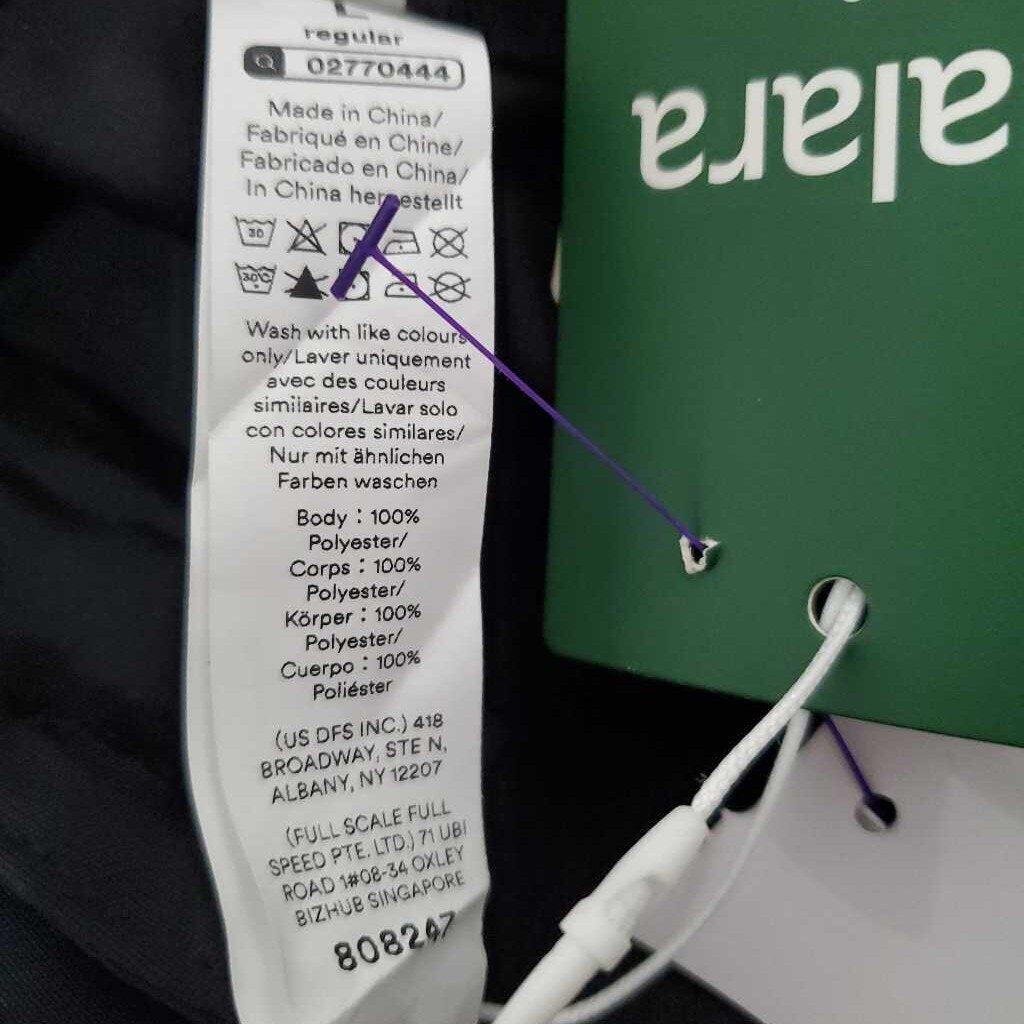 L
regular
02770444
Made in China/
Fabriqué en Chine/
Fabricado en China/
In China hergestellt
30
30°C
Wash with like colours
only/Laver uniquement
avec des couleurs
similaires/Lavar solo
con colores similares/
Nur mit ähnlichen
Farben waschen
Body : 100%
Polyester/
Corps : 100%
Polyester/
Körper : 100%
Polyester/
Cuerpo : 100%
Poliéster
(US DFS INC.) 418
BROADWAY, STE N,
ALBANY, NY 12207
(FULL SCALE FULL
SPEED PTE. LTD.) 71 UBI
ROAD 1#08-34 OXLEY
BIZHUB SINGAPORE
808247
alara